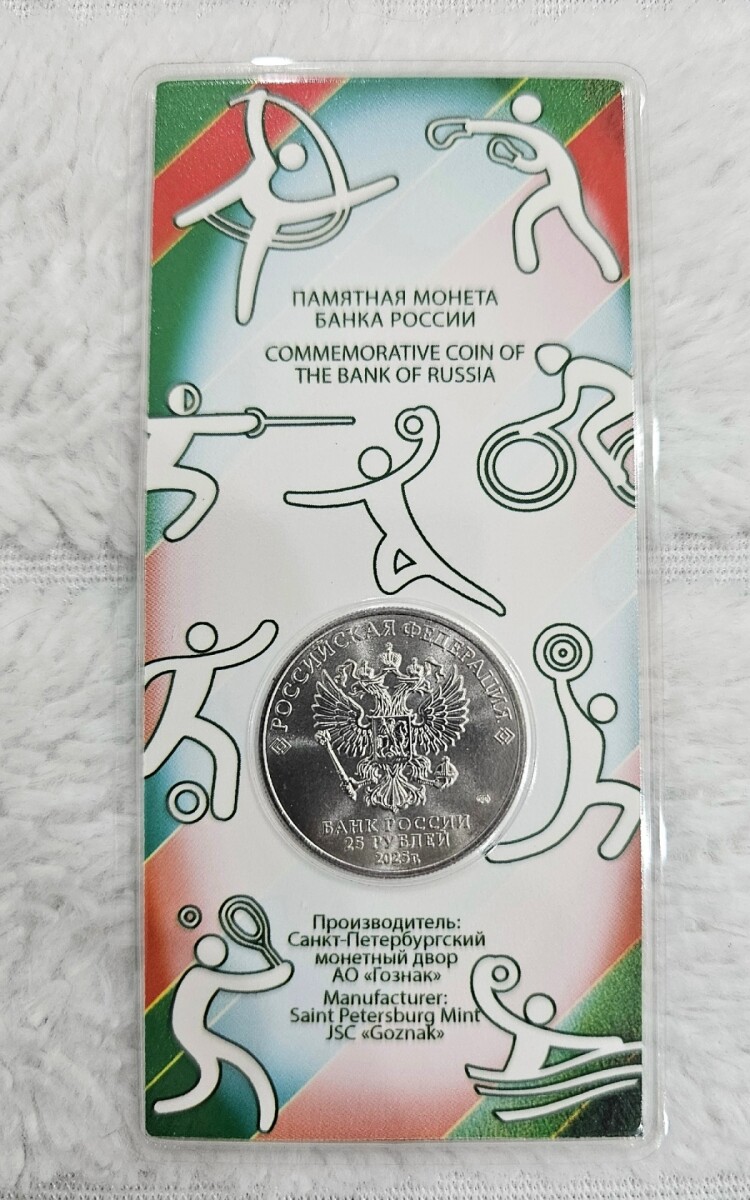 ПАМЯТНАЯ МОНЕТА
БАНКА РОССИИ
COMMEMORATIVE COIN OF
THE BANK OF RUSSIA
РОССИЙСКАЯ ФЕДЕРАЦИЯ
БАНК РОССИИ
25 РУБЛЕЙ
2023г.
Производитель:
Санкт-Петербургский
монетный двор
АО «Гознак»
Manufacturer:
Saint Petersburg Mint
JSC «Goznak»